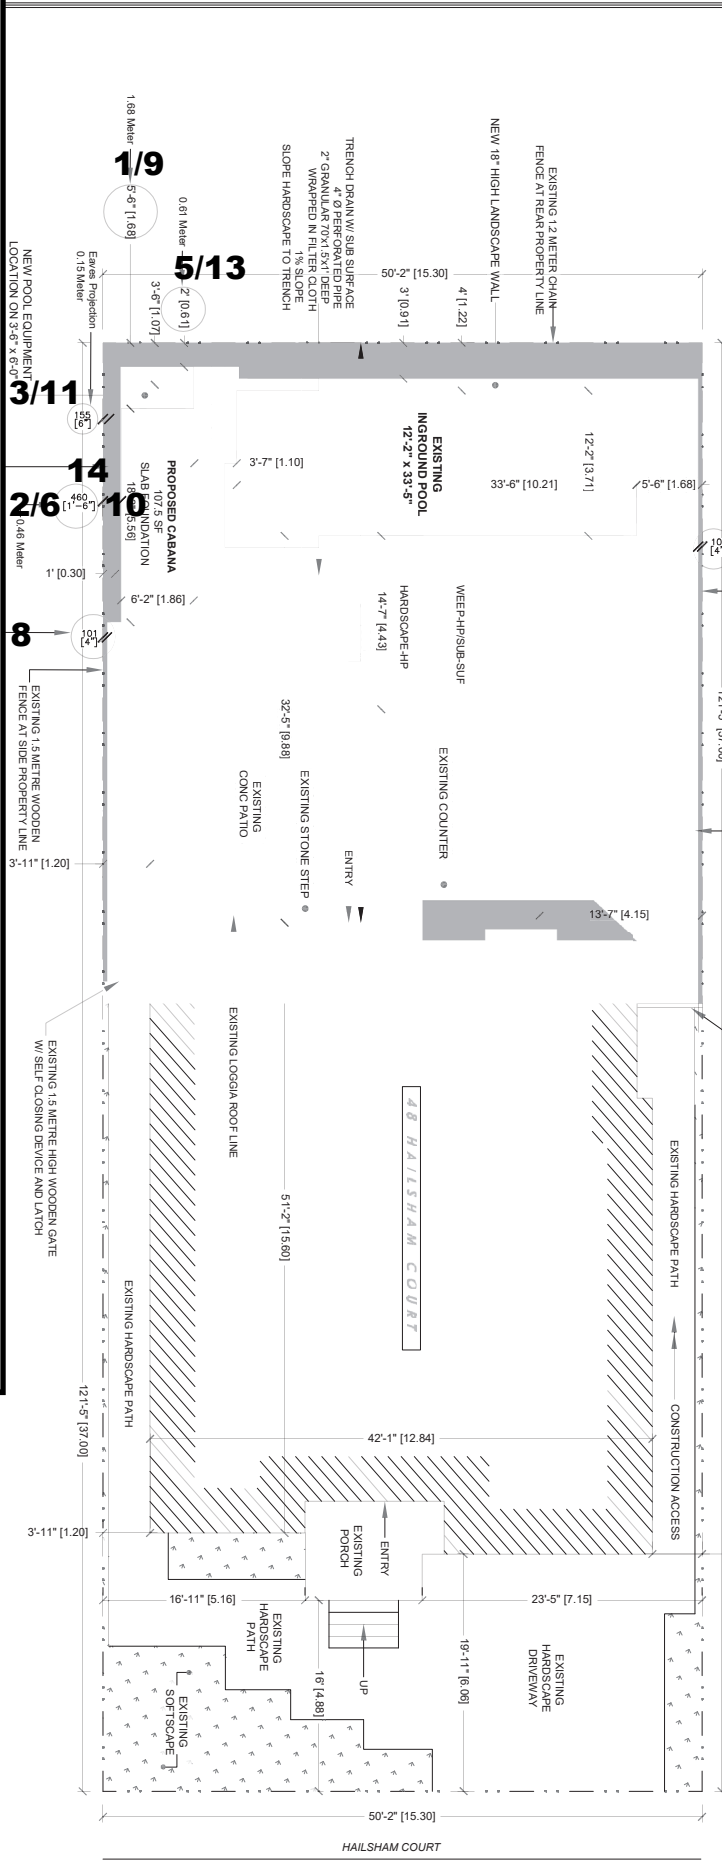 1.68 Meter
1/9
5'-6" [1.68]
0.61 Meter
5/13
2' [0.61]
3'-6" [1.07]
Eaves Projection
0.15 Meter
NEW POOL EQUIPMENT
LOCATION ON 3'-6" x 6'-0"
3/11
155
[6"]
14
2/6
460
[1'-6"]
10
0.46 Meter
1' [0.30]
8
101
[4"]
SLOPE HARDSCAPE TO TRENCH
1% SLOPE
WRAPPED IN FILTER CLOTH
2" GRANULAR 70'x1.5'x1' DEEP
4" Ø PERFORATED PIPE
TRENCH DRAIN W/ SUB SURFACE
50'-2" [15.30]
3' [0.91]
4' [1.22]
NEW 18" HIGH LANDSCAPE WALL
EXISTING 1.2 METER CHAIN
FENCE AT REAR PROPERTY LINE
PROPOSED CABANA
107.5 SF
SLAB FOUNDATION
6'-2" [1.86]
3'-7" [1.10]
EXISTING
INGROUND POOL
12'-2" x 33'-5"
33'-6" [10.21]
12'-2" [3.71]
5'-6" [1.68]
14'-7" [4.43]
HARDSCAPE-HP
WEEP-HP/SUB-SUF
32'-5" [9.88]
EXISTING 1.5 METRE WOODEN
FENCE AT SIDE PROPERTY LINE
3'-11" [1.20]
EXISTING
CONC PATIO
EXISTING STONE STEP
ENTRY
EXISTING COUNTER
13'-7" [4.15]
EXISTING 1.5 METRE HIGH WOODEN GATE
W/ SELF CLOSING DEVICE AND LATCH
EXISTING LOGGIA ROOF LINE
51'-2" [15.60]
48 HAILSHAM COURT
EXISTING HARDSCAPE PATH
CONSTRUCTION ACCESS
EXISTING HARDSCAPE PATH
121'-5" [37.00]
42'-1" [12.84]
3'-11" [1.20]
EXISTING
PORCH
ENTRY
16'-11" [5.16]
23'-5" [7.15]
EXISTING
HARDSCAPE
PATH
16' [4.88]
UP
19'-11" [6.06]
EXISTING
HARDSCAPE
DRIVEWAY
EXISTING
SOFTSCAPE
50'-2" [15.30]
HAILSHAM COURT